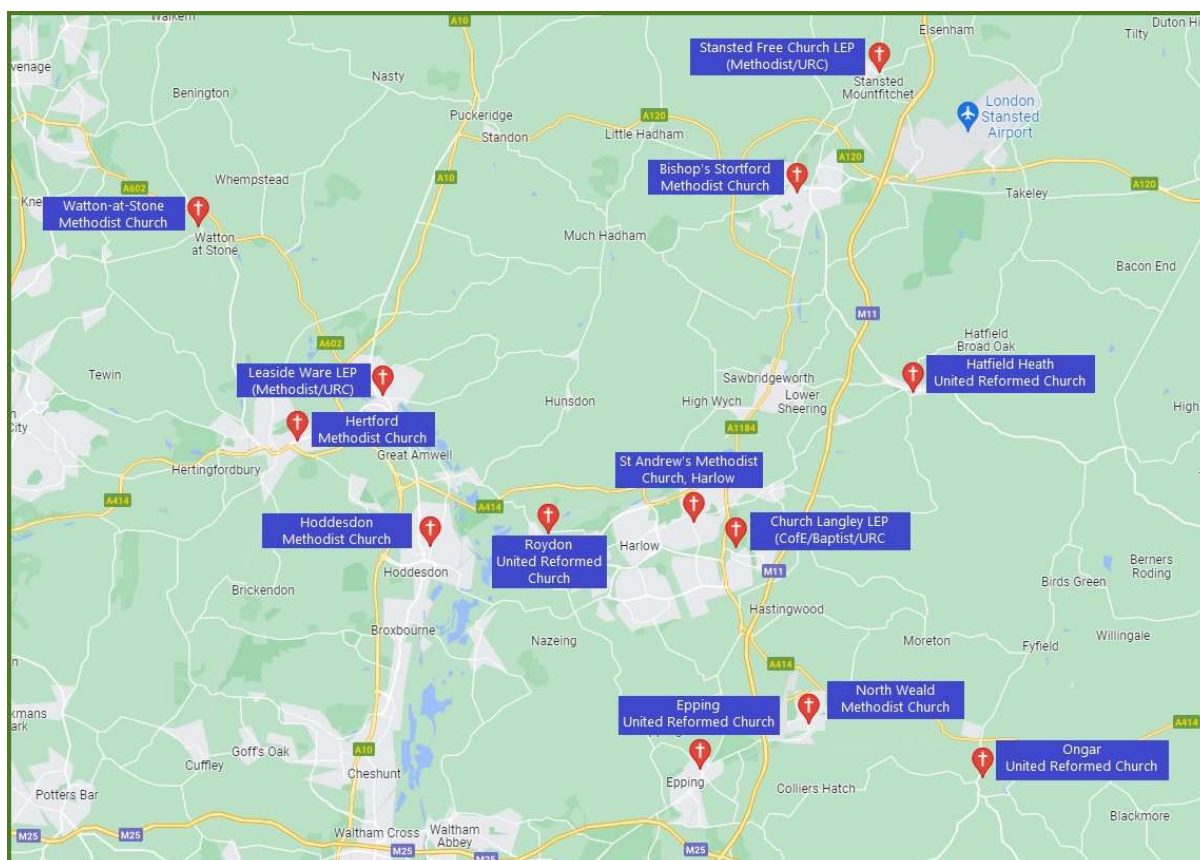 Walkern
A10
Elsenham
Duton Hi
Tilty
Stansted Free Church LEP
(Methodist/URC)
Stansted
Mountfitchet
London
Stansted
Airport
Nasty
Benington
Puckeridge
Standon
A120
Little Hadham
A120
A602
Whempstead
A10
Bishop's Stortford
Methodist Church
Takeley
A120
Watton-at-Stone
Methodist Church
Watton
at Stone
Much Hadham
Bacon End
M11
A602
Hatfield
Broad Oak
Tewin
Leaside Ware LEP
(Methodist/URC)
Hunsdon
Sawbridgeworth
Lower
Sheering
High Wych
Hatfield Heath
United Reformed Church
High
City
Hertford
Methodist Church
A1184
Great Amwell
Hertingfordbury
St Andrew's Methodist
Church, Harlow
A414
A414
Hoddesdon
Methodist Church
Roydon
United Reformed
Church
Harlow
Church Langley LEP
(CofE/Baptist/URC
Hoddesdon
M11
Berners
Roding
Birds Green
Brickendon
Hastingwood
Broxbourne
Nazeing
Moreton
Fyfield
Willingale
A414
Epping
United Reformed Church
North Weald
Methodist Church
A414
kmans
ark
Goff's Oak
Cuffley
A10
Cheshunt
Epping
Colliers Hatch
Ongar
United Reformed Church
Potters Bar
Blackmore
M25
Waltham Cross
Waltham
Abbey
M25
M25